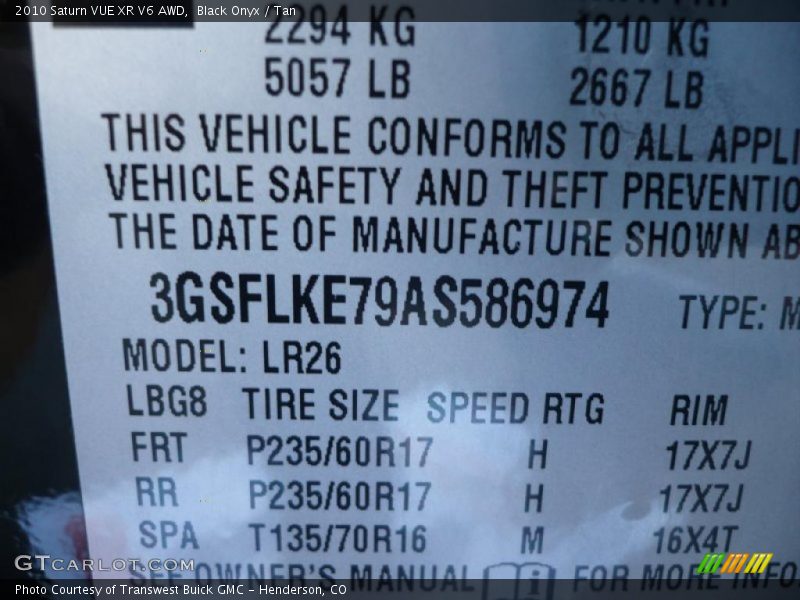 2010 Saturn VUE XR V6 AWD, Black Onyx / Tan
2294 KG 1210 KG
5057 LB 2667 LB
THIS VEHICLE CONFORMS TO ALL APPLI
VEHICLE SAFETY AND THEFT PREVENTIO
THE DATE OF MANUFACTURE SHOWN AB
3GSFLKE79AS586974 TYPE: M
MODEL: LR26
LBG8 TIRE SIZE SPEED RTG RIM
FRT P235/60R17 H 17X7J
RR P235/60R17 H 17X7J
SPA T135/70R16 M 16X4T
SEE OWNER'S MANUAL i FOR MORE INFO
GTCARLOT.COM
Photo Courtesy of Transwest Buick GMC - Henderson, CO